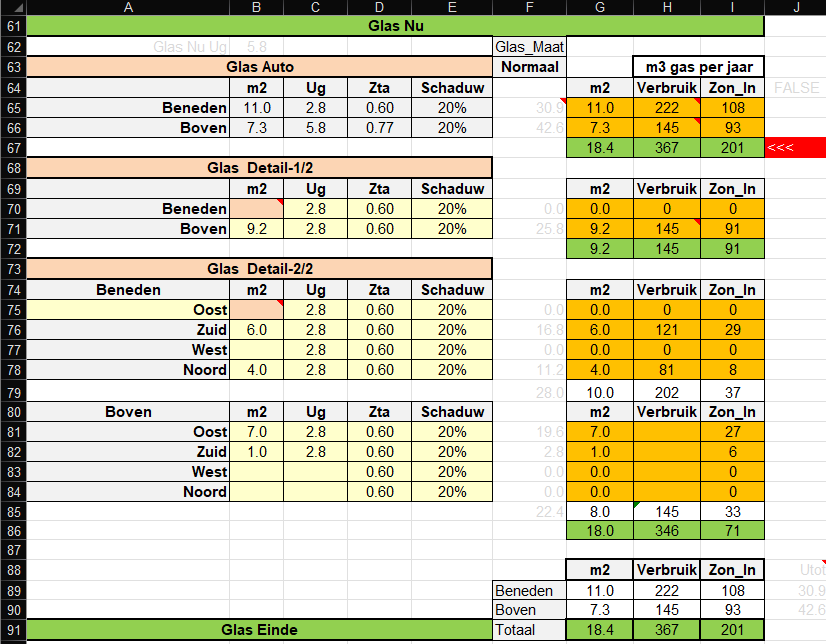 A B C D E F G H I J
61 Glas Nu
62 Glas Nu Ug 5.8 Glas_Maat
63 Glas Auto Normaal m3 gas per jaar
64 m2 Ug Zta Schaduw m2 Verbruik Zon_In FALSE
65 Beneden 11.0 2.8 0.60 20% 30.9 11.0 222 108
66 Boven 7.3 5.8 0.77 20% 42.6 7.3 145 93
67 18.4 367 201 <<<
68 Glas Detail-1/2
69 m2 Ug Zta Schaduw m2 Verbruik Zon_In
70 Beneden 2.8 0.60 20% 0.0 0.0 0 0
71 Boven 9.2 2.8 0.60 20% 25.8 9.2 145 91
72 9.2 145 91
73 Glas Detail-2/2
74 Beneden m2 Ug Zta Schaduw m2 Verbruik Zon_In
75 Oost 2.8 0.60 20% 0.0 0.0 0 0
76 Zuid 6.0 2.8 0.60 20% 16.8 6.0 121 29
77 West 2.8 0.60 20% 0.0 0.0 0 0
78 Noord 4.0 2.8 0.60 20% 11.2 4.0 81 8
79 28.0 10.0 202 37
80 Boven m2 Ug Zta Schaduw m2 Verbruik Zon_In
81 Oost 7.0 2.8 0.60 20% 19.6 7.0 27
82 Zuid 1.0 2.8 0.60 20% 2.8 1.0 6
83 West 0.60 20% 0.0 0.0 0
84 Noord 0.60 20% 0.0 0.0 0
85 22.4 8.0 145 33
86 18.0 346 71
87
88 m2 Verbruik Zon_In Utot
89 Beneden 11.0 222 108 30.9
90 Boven 7.3 145 93 42.6
91 Glas Einde Totaal 18.4 367 201